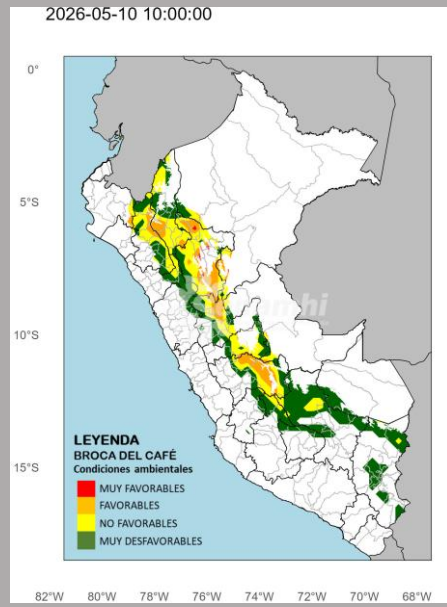 2026-05-10 10:00:00
0°
5°S
10°S
15°S
LEYENDA
BROCA DEL CAFÉ
Condiciones ambientales
MUY FAVORABLES
FAVORABLES
NO FAVORABLES
MUY DESFAVORABLES
82°W 80°W 78°W 76°W 74°W 72°W 70°W 68°W